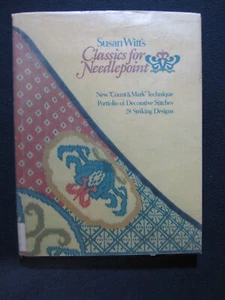 Susan Witt's
Classics for
Needlepoint
New "Count & Mark" Technique
Portfolio of Decorative Stitches
28 Striking Designs